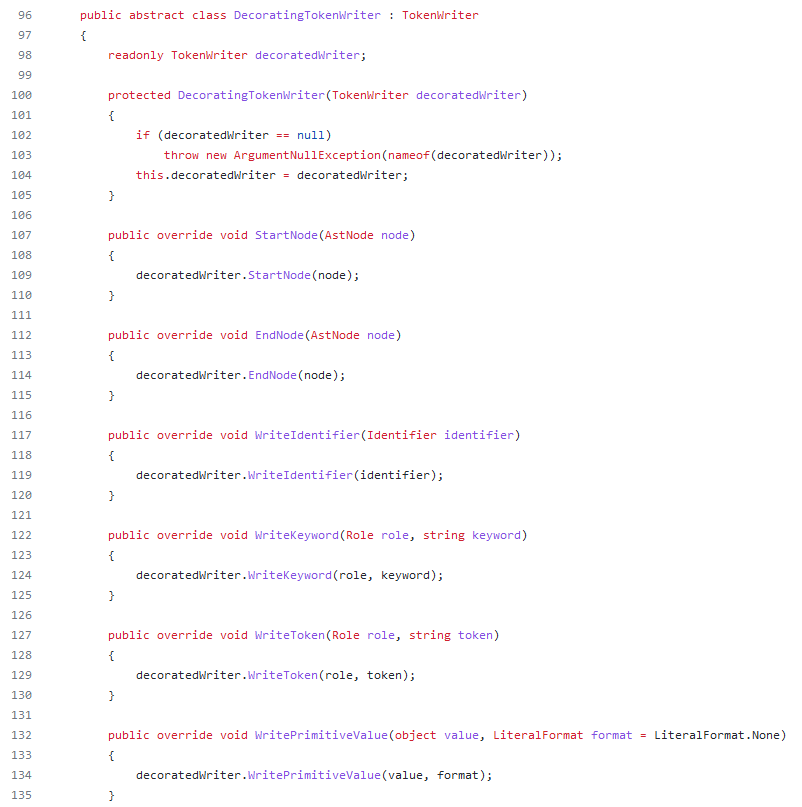 96 public abstract class DecoratingTokenWriter : TokenWriter
97 {
98 readonly TokenWriter decoratedWriter;
99
100 protected DecoratingTokenWriter(TokenWriter decoratedWriter)
101 {
102 if (decoratedWriter == null)
103 throw new ArgumentNullException(nameof(decoratedWriter));
104 this.decoratedWriter = decoratedWriter;
105 }
106
107 public override void StartNode(AstNode node)
108 {
109 decoratedWriter.StartNode(node);
110 }
111
112 public override void EndNode(AstNode node)
113 {
114 decoratedWriter.EndNode(node);
115 }
116
117 public override void WriteIdentifier(Identifier identifier)
118 {
119 decoratedWriter.WriteIdentifier(identifier);
120 }
121
122 public override void WriteKeyword(Role role, string keyword)
123 {
124 decoratedWriter.WriteKeyword(role, keyword);
125 }
126
127 public override void WriteToken(Role role, string token)
128 {
129 decoratedWriter.WriteToken(role, token);
130 }
131
132 public override void WritePrimitiveValue(object value, LiteralFormat format = LiteralFormat.None)
133 {
134 decoratedWriter.WritePrimitiveValue(value, format);
135 }